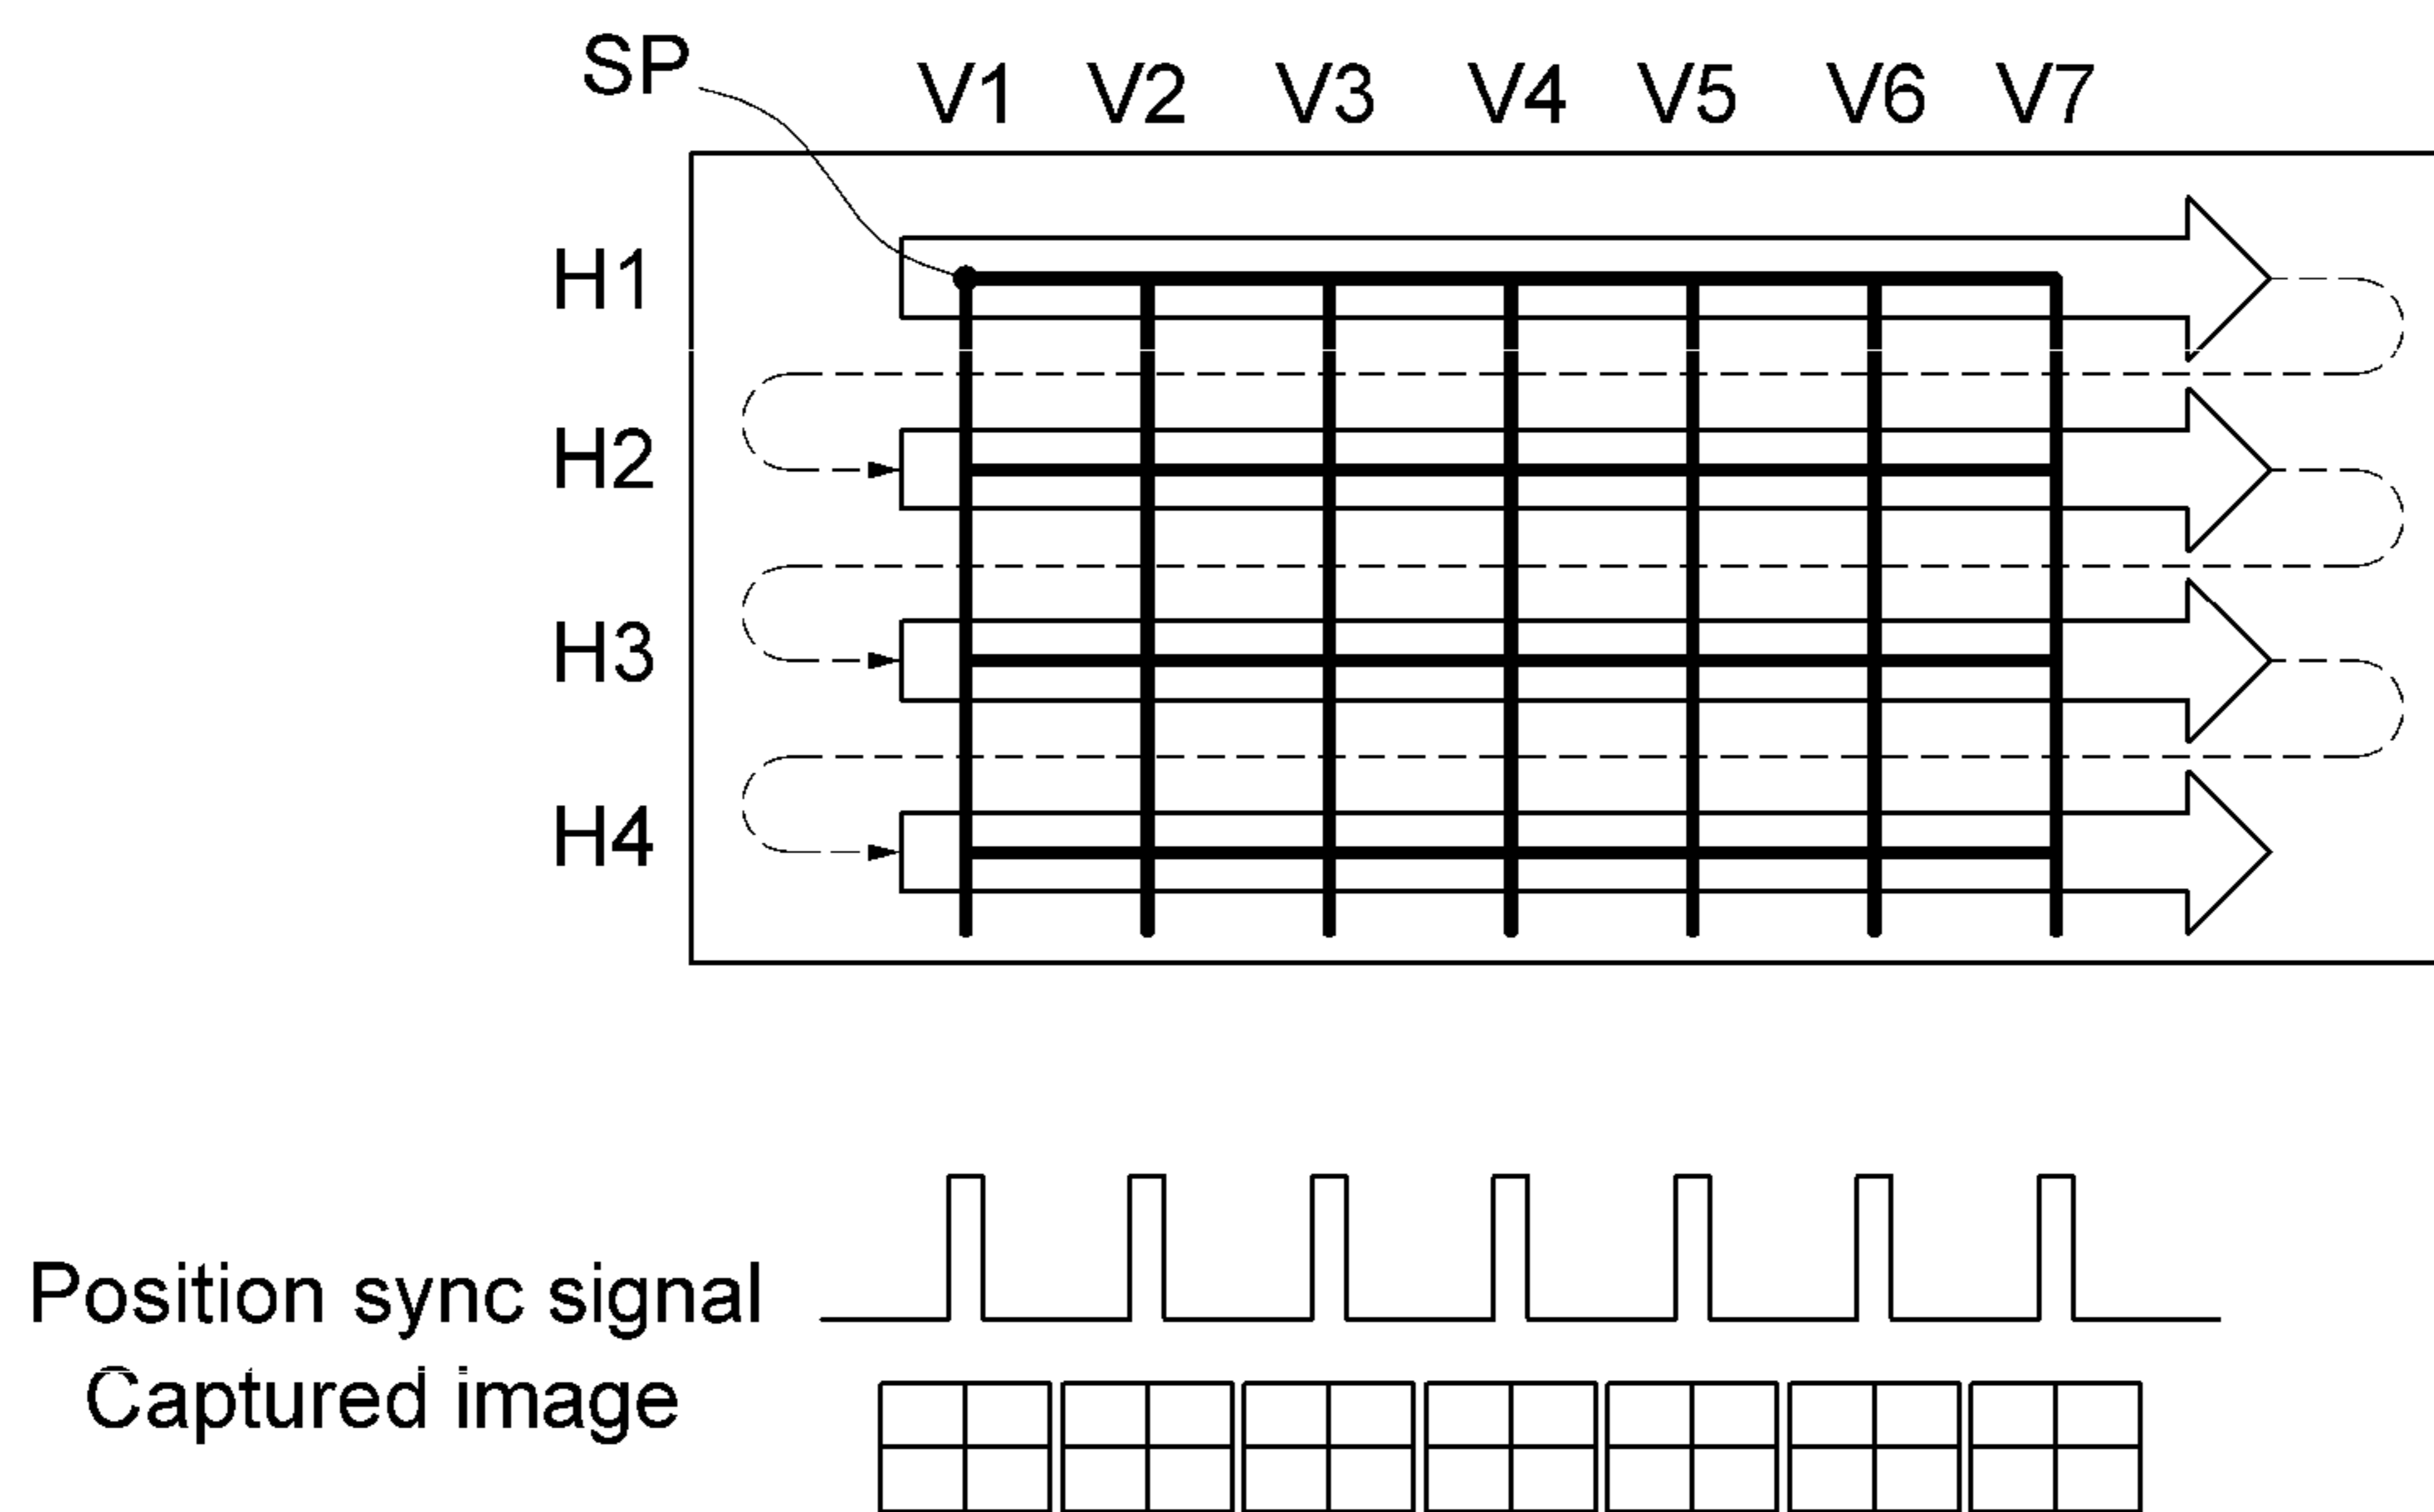 SP
V1 V2 V3 V4 V5 V6 V7
H1
H2
H3
H4
Position sync signal
Captured image